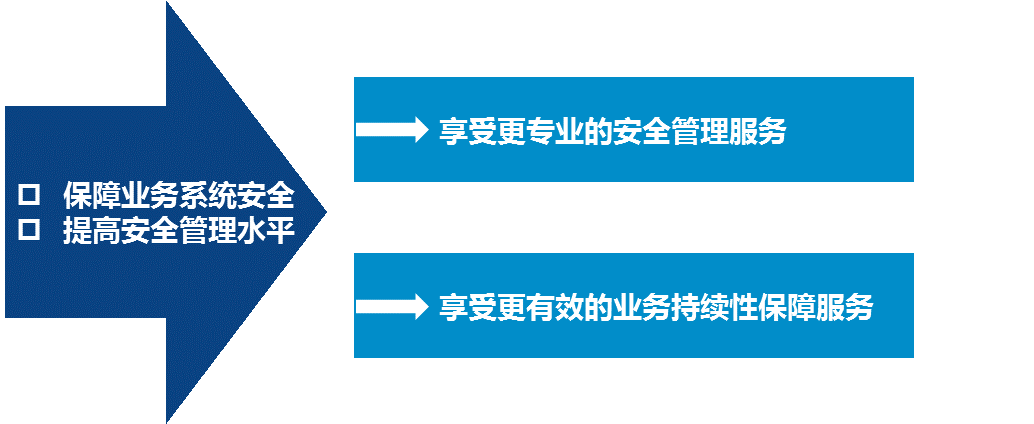 保障业务系统安全
提高安全管理水平
享受更专业的安全管理服务
享受更有效的业务持续性保障服务